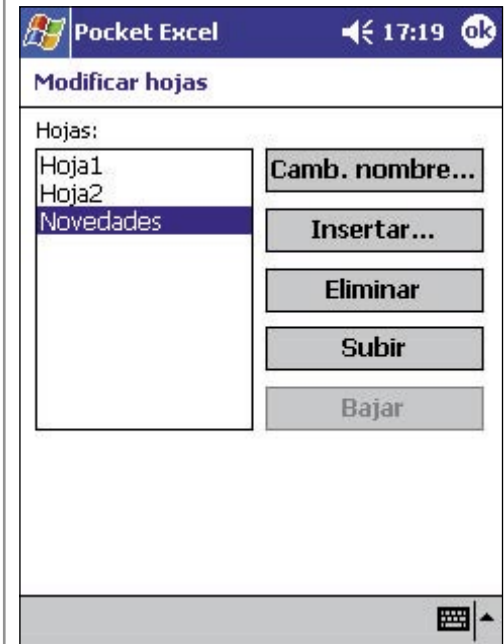 Pocket Excel 17:19 ok
Modificar hojas
Hojas:
Hoja1
Hoja2
Novedades
Camb. nombre...
Insertar...
Eliminar
Subir
Bajar